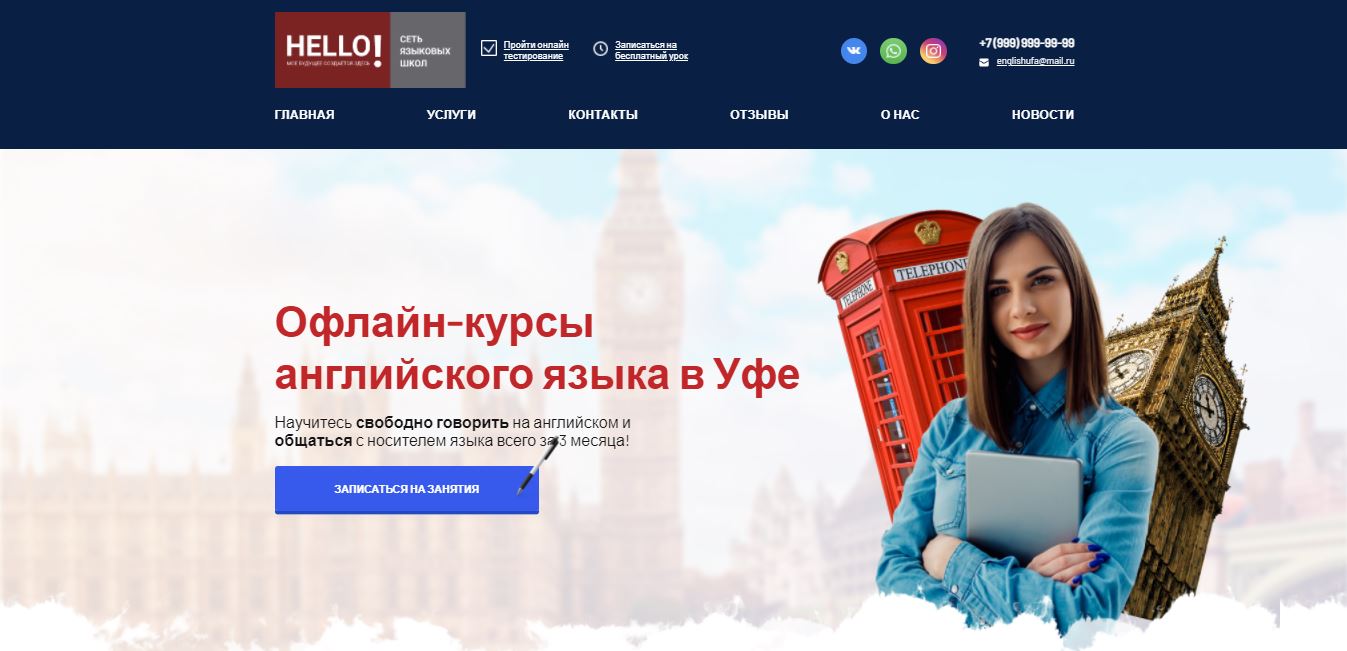 HELLO!
МОЕ БУДУЩЕЕ СОЗДАЕТСЯ ЗДЕСЬ
СЕТЬ
ЯЗЫКОВЫХ
ШКОЛ
Пройти онлайн
тестирование
Записаться на
бесплатный урок
+7 (999) 999-99-99
englishufa@mail.ru
ГЛАВНАЯ УСЛУГИ КОНТАКТЫ ОТЗЫВЫ О НАС НОВОСТИ
TELEPHONE
TELEPHONE
Офлайн-курсы
английского языка в Уфе
Научитесь свободно говорить на английском и
общаться с носителем языка всего за 3 месяца!
ЗАПИСАТЬСЯ НА ЗАНЯТИЯ